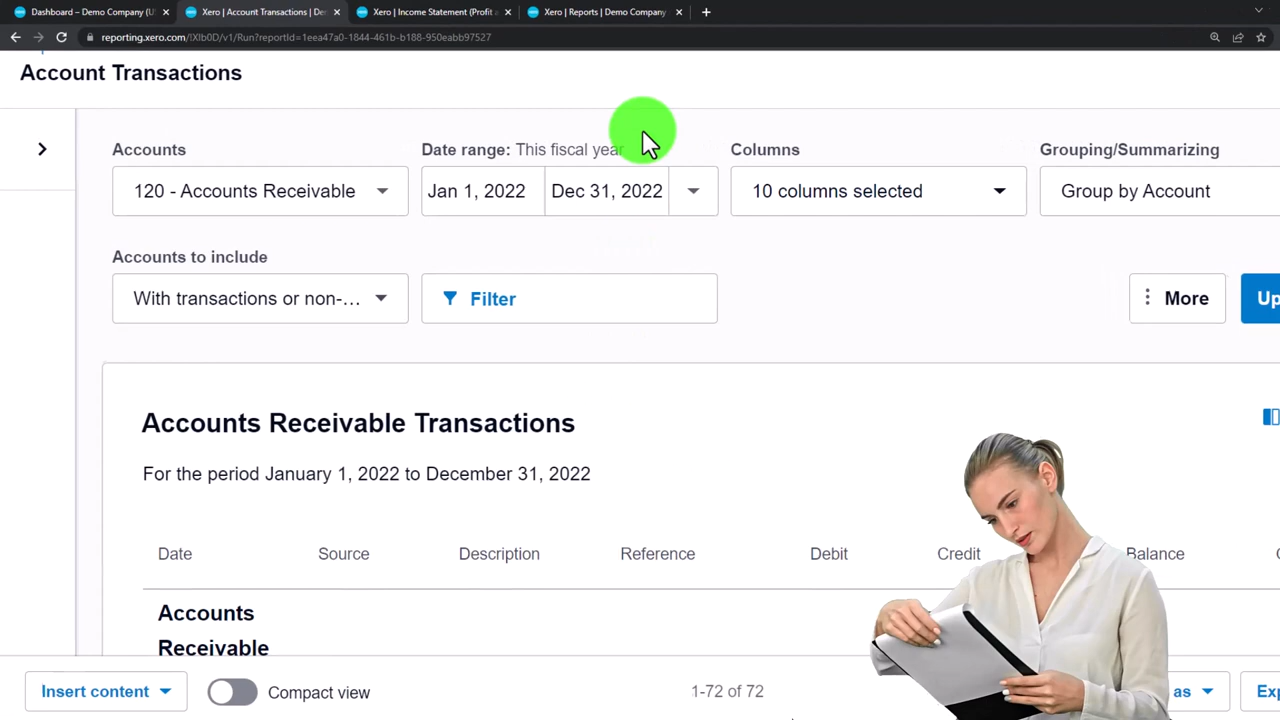 Dashboard – Demo Company (U
Xero | Account Transactions | De
Xero | Income Statement (Profit a
Xero | Reports | Demo Company
reporting.xero.com/!XIb0D/v1/Run?reportId=1eea47a0-1844-461b-b188-950eabb97527
Account Transactions
Accounts
Date range: This fiscal year
Columns
Grouping/Summarizing
120 - Accounts Receivable
Jan 1, 2022
Dec 31, 2022
10 columns selected
Group by Account
Accounts to include
With transactions or non-...
Filter
More
Up
Accounts Receivable Transactions
For the period January 1, 2022 to December 31, 2022
Date Source Description Reference Debit Credit Balance
Accounts
Receivable
Insert content
Compact view
1-72 of 72
as
Exp